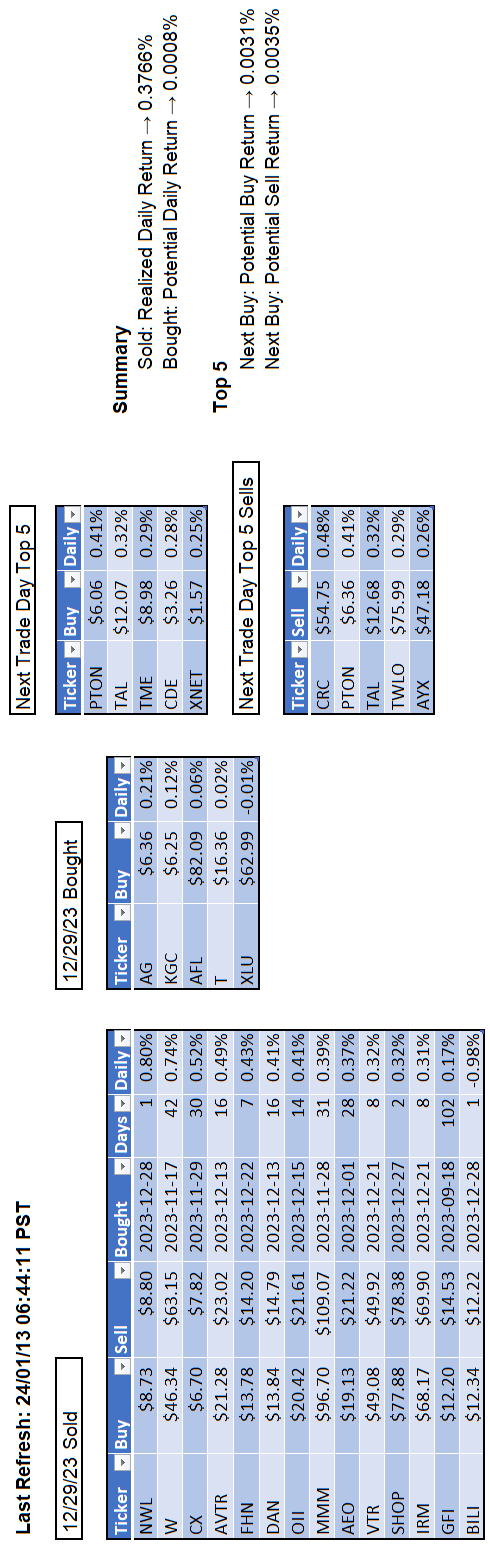 Last Refresh: 24/01/13 06:44:11 PST
12/29/23 Sold
Ticker Buy Sell Bought Days Daily
NWL $8.73 $8.80 2023-12-28 1 0.80%
W $46.34 $63.15 2023-11-17 42 0.74%
CX $6.70 $7.82 2023-11-29 30 0.52%
AVTR $21.28 $23.02 2023-12-13 16 0.49%
FHN $13.78 $14.20 2023-12-22 7 0.43%
DAN $13.84 $14.79 2023-12-13 16 0.41%
OII $20.42 $21.61 2023-12-15 14 0.41%
MMM $96.70 $109.07 2023-11-28 31 0.39%
AEO $19.13 $21.22 2023-12-01 28 0.37%
VTR $49.08 $49.92 2023-12-21 8 0.32%
SHOP $77.88 $78.38 2023-12-27 2 0.32%
IRM $68.17 $69.90 2023-12-21 8 0.31%
GFI $12.20 $14.53 2023-09-18 102 0.17%
BILI $12.34 $12.22 2023-12-28 1 -0.98%
12/29/23 Bought
Ticker Buy Daily
AG $6.36 0.21%
KGC $6.25 0.12%
AFL $82.09 0.06%
T $16.36 0.02%
XLU $62.99 -0.01%
Next Trade Day Top 5
Ticker Buy Daily
PTON $6.06 0.41%
TAL $12.07 0.32%
TME $8.98 0.29%
CDE $3.26 0.28%
XNET $1.57 0.25%
Next Trade Day Top 5 Sells
Ticker Sell Daily
CRC $54.75 0.48%
PTON $6.36 0.41%
TAL $12.68 0.32%
TWLO $75.99 0.29%
AYX $47.18 0.26%
Summary
Sold: Realized Daily Return → 0.3766%
Bought: Potential Daily Return → 0.0008%
Top 5
Next Buy: Potential Buy Return → 0.0031%
Next Buy: Potential Sell Return → 0.0035%